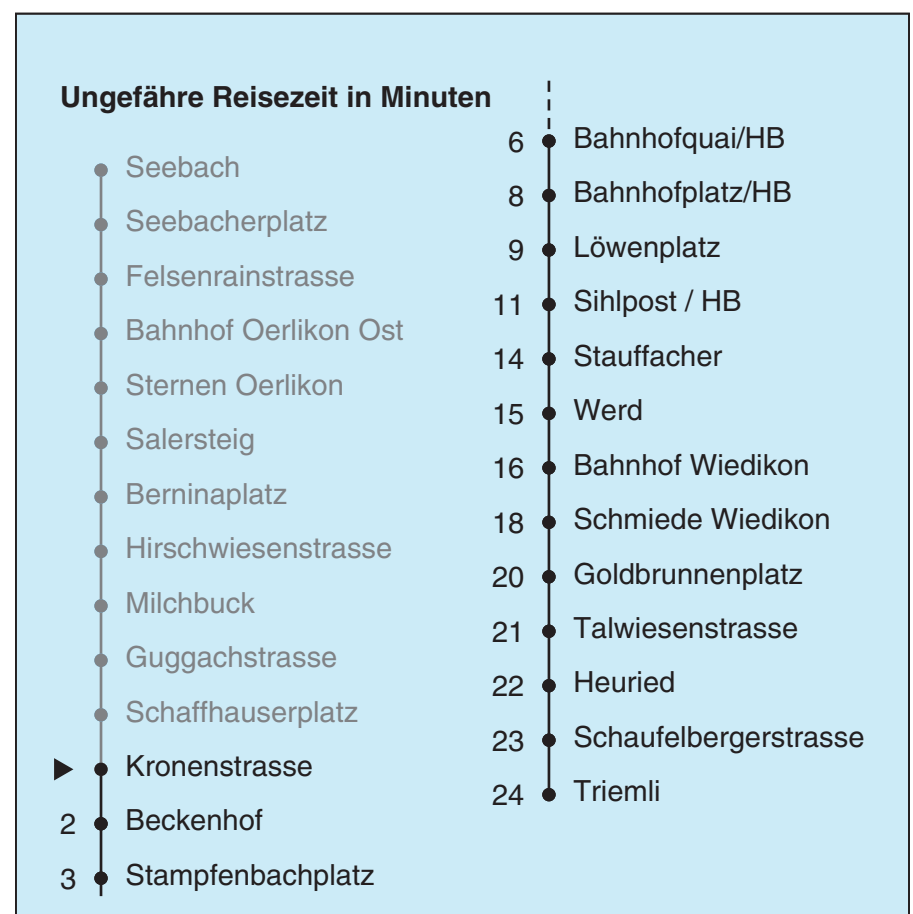 Ungefähre Reisezeit in Minuten
Seebach
Seebacherplatz
Felsenrainstrasse
Bahnhof Oerlikon Ost
Sternen Oerlikon
Salersteig
Berninaplatz
Hirschwiesenstrasse
Milchbuck
Guggachstrasse
Schaffhauserplatz
Kronenstrasse
2 Beckenhof
3 Stampfenbachplatz
6 Bahnhofquai/HB
8 Bahnhofplatz/HB
9 Löwenplatz
11 Sihlpost / HB
14 Stauffacher
15 Werd
16 Bahnhof Wiedikon
18 Schmiede Wiedikon
20 Goldbrunnenplatz
21 Talwiesenstrasse
22 Heuried
23 Schaufelbergerstrasse
24 Triemli